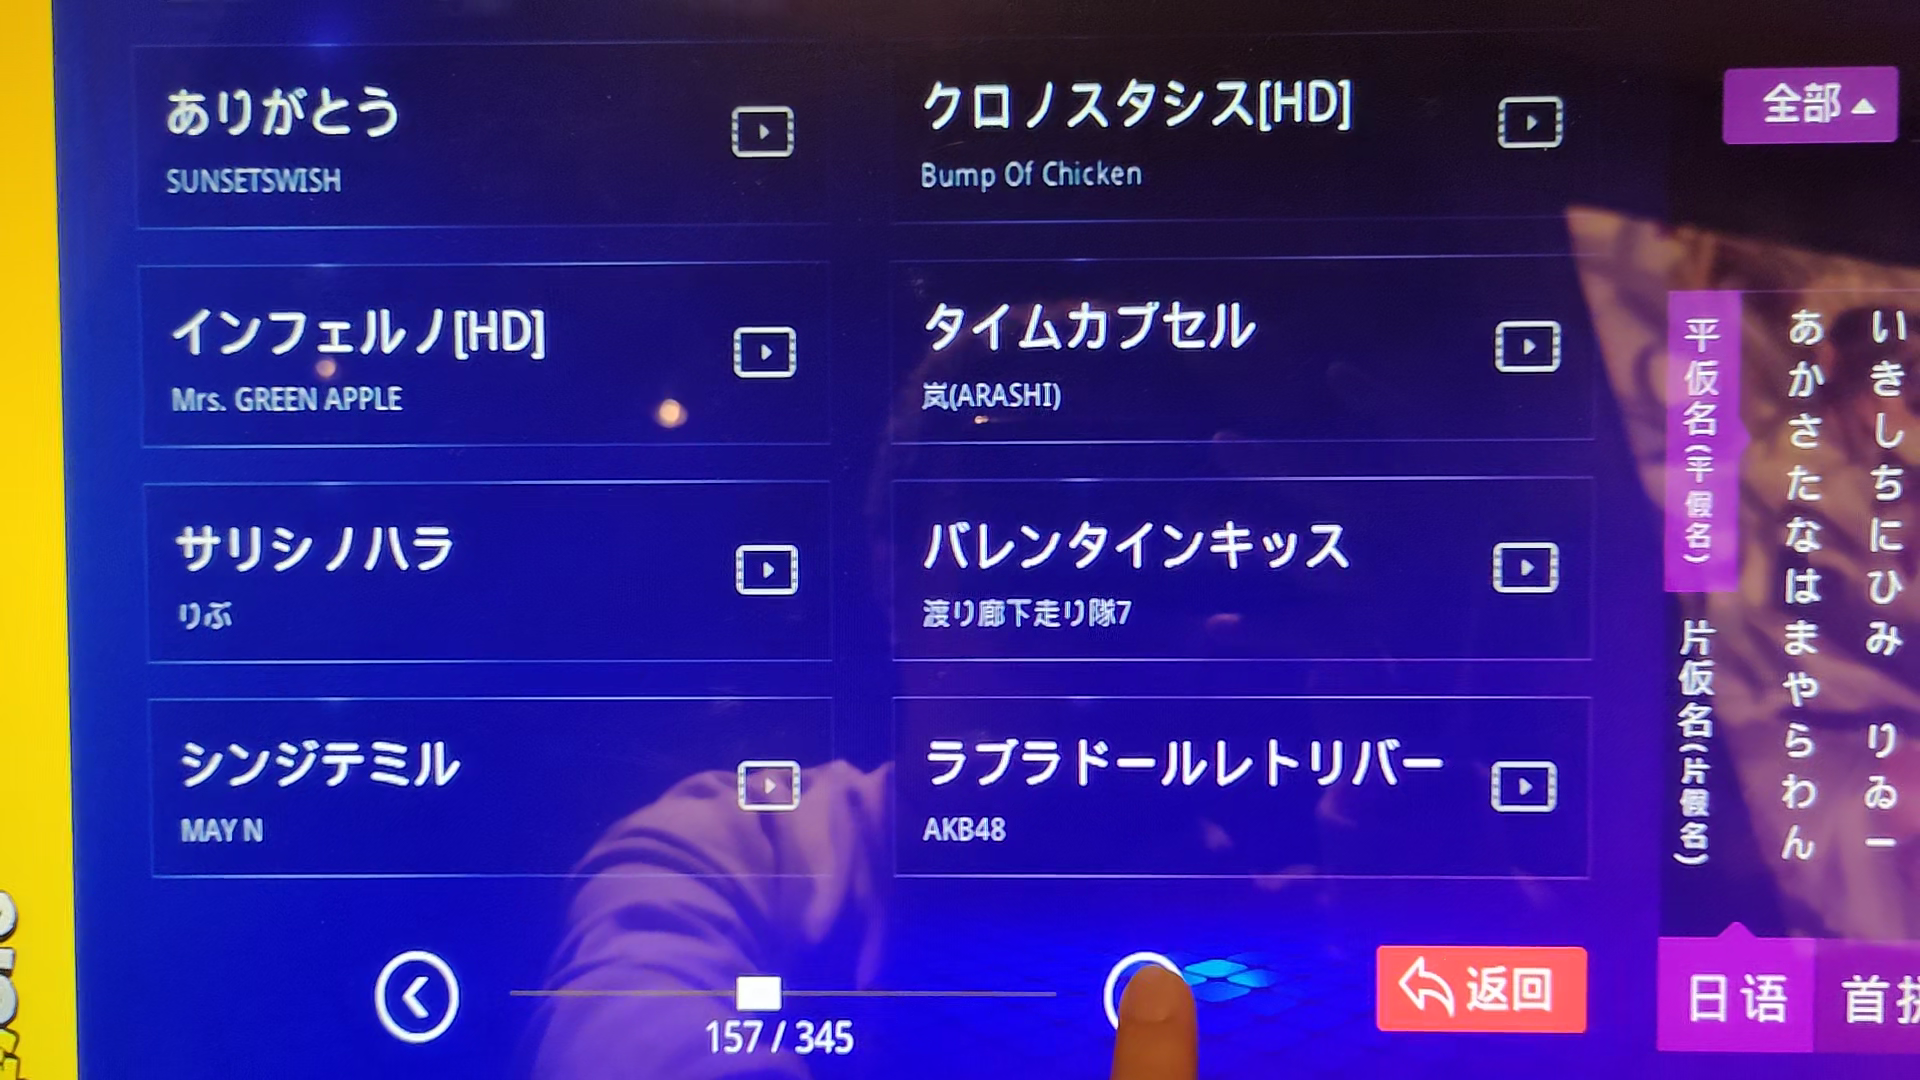 ありがとう
SUNSETSWISH
クロノスタシス[HD]
Bump Of Chicken
インフェルノ[HD]
Mrs. GREEN APPLE
タイムカプセル
嵐(ARASHI)
サリシノハラ
りぶ
バレンタインキッス
渡り廊下走り隊7
シンジテミル
MAY N
ラブラドールレトリバー
AKB48
157 / 345
返回
全部
平仮名(平假名)
片仮名(片假名)
あかさたなはまやらわん
いきしちにひみ りゐー
日语